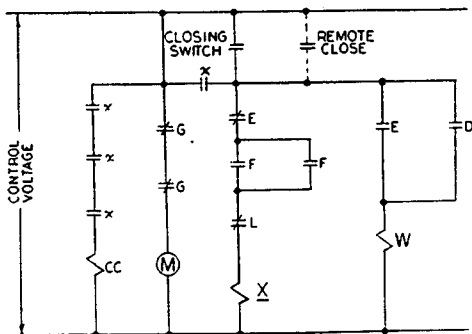 CLOSING SWITCH
REMOTE CLOSE
x
x
E
E
D
G
x
F
F
CONTROL VOLTAGE
G
x
L
W
CC
M
X